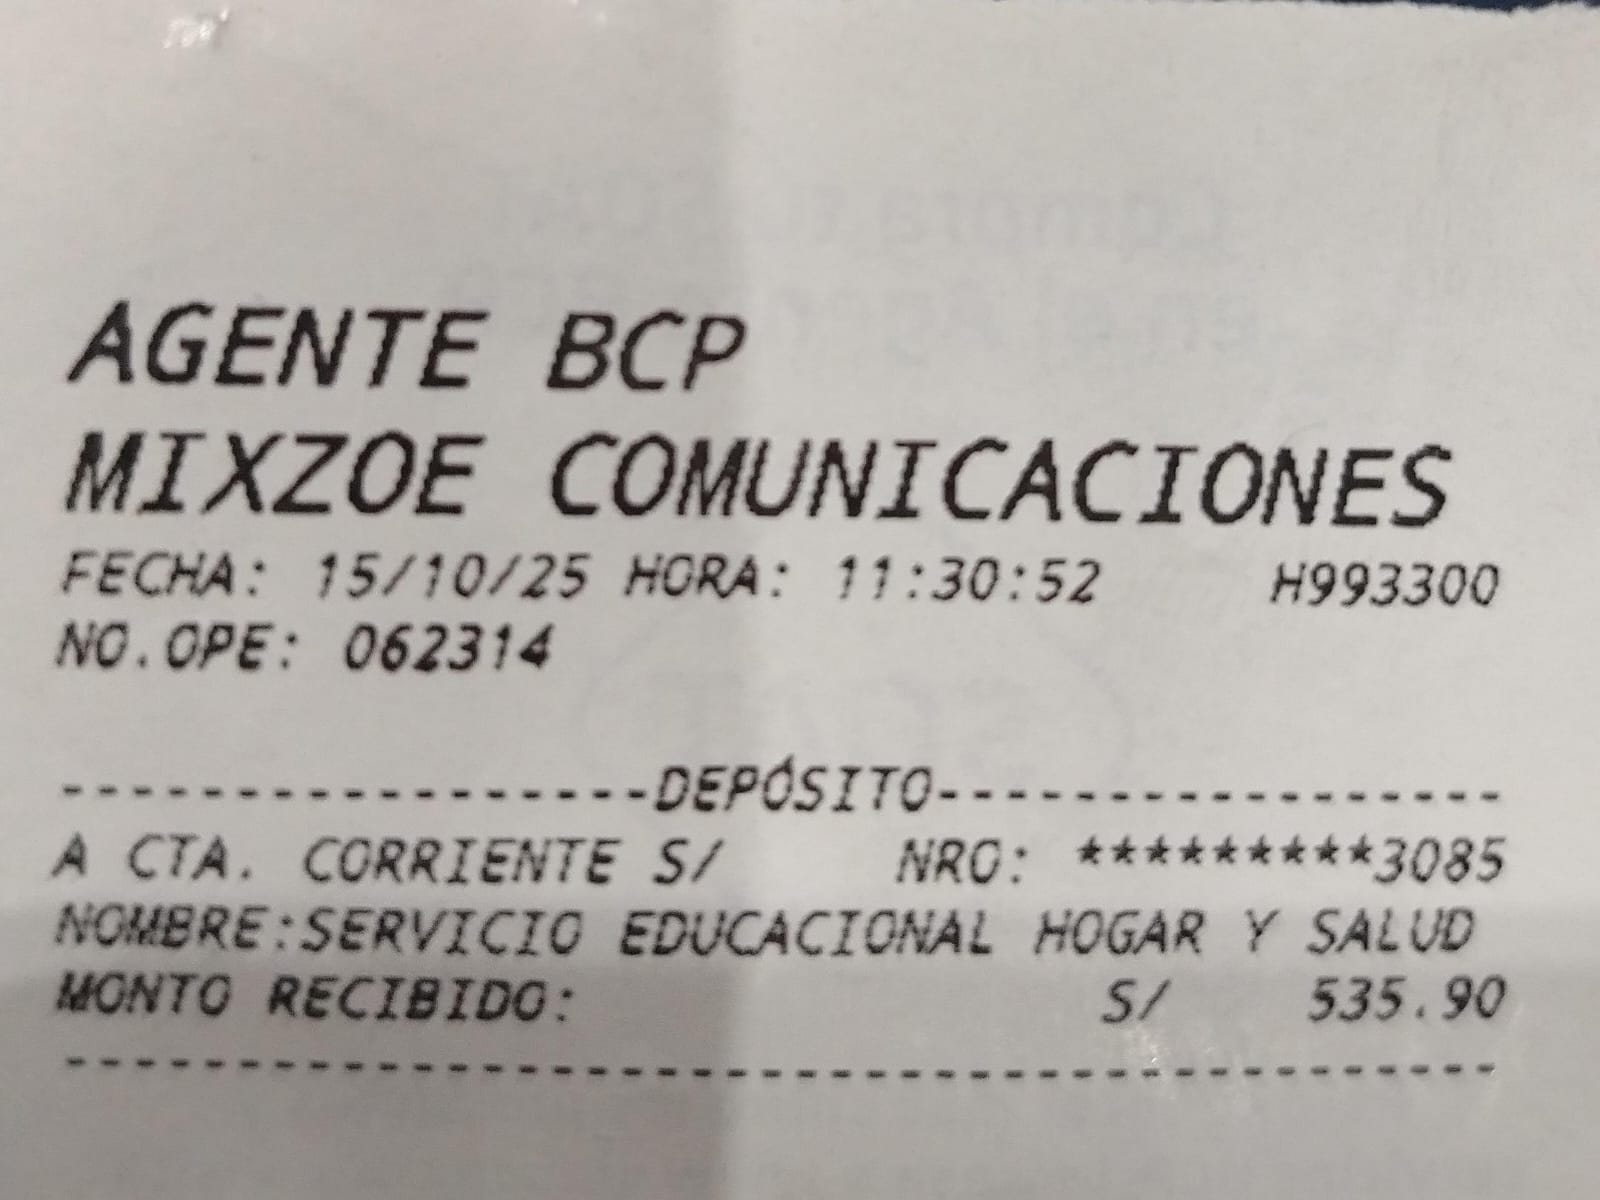 AGENTE BCP
MIXZOE COMUNICACIONES
FECHA: 15/10/25 HORA: 11:30:52 H993300
NO.OPE: 062314
-----------------DEPÓSITO-----------------
A CTA. CORRIENTE S/ NRO: *********3085
NOMBRE:SERVICIO EDUCACIONAL HOGAR Y SALUD
MONTO RECIBIDO: S/ 535.90
------------------------------------------